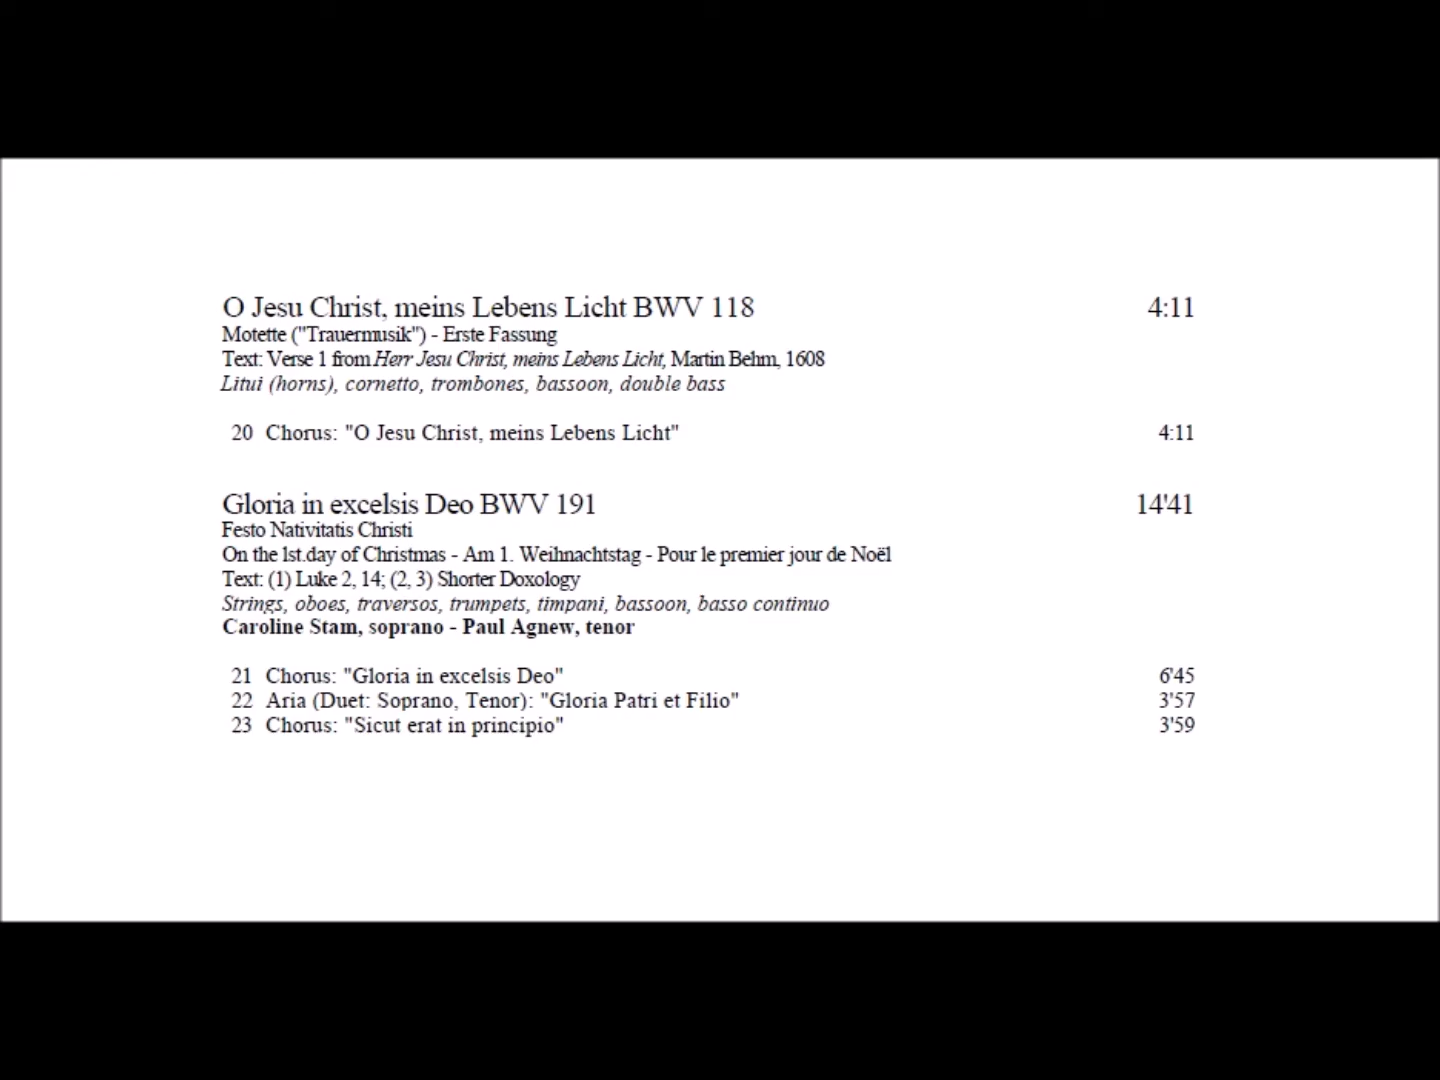 O Jesu Christ, meins Lebens Licht BWV 118 4:11
Motette ("Trauermusik") - Erste Fassung
Text: Verse 1 from Herr Jesu Christ, meins Lebens Licht, Martin Behm, 1608
Litui (horns), cornetto, trombones, bassoon, double bass
20 Chorus: "O Jesu Christ, meins Lebens Licht" 4:11
Gloria in excelsis Deo BWV 191 14'41
Festo Nativitatis Christi
On the 1st.day of Christmas - Am 1. Weihnachtstag - Pour le premier jour de Noël
Text: (1) Luke 2, 14; (2, 3) Shorter Doxology
Strings, oboes, traversos, trumpets, timpani, bassoon, basso continuo
Caroline Stam, soprano - Paul Agnew, tenor
21 Chorus: "Gloria in excelsis Deo" 6'45
22 Aria (Duet: Soprano, Tenor): "Gloria Patri et Filio" 3'57
23 Chorus: "Sicut erat in principio" 3'59